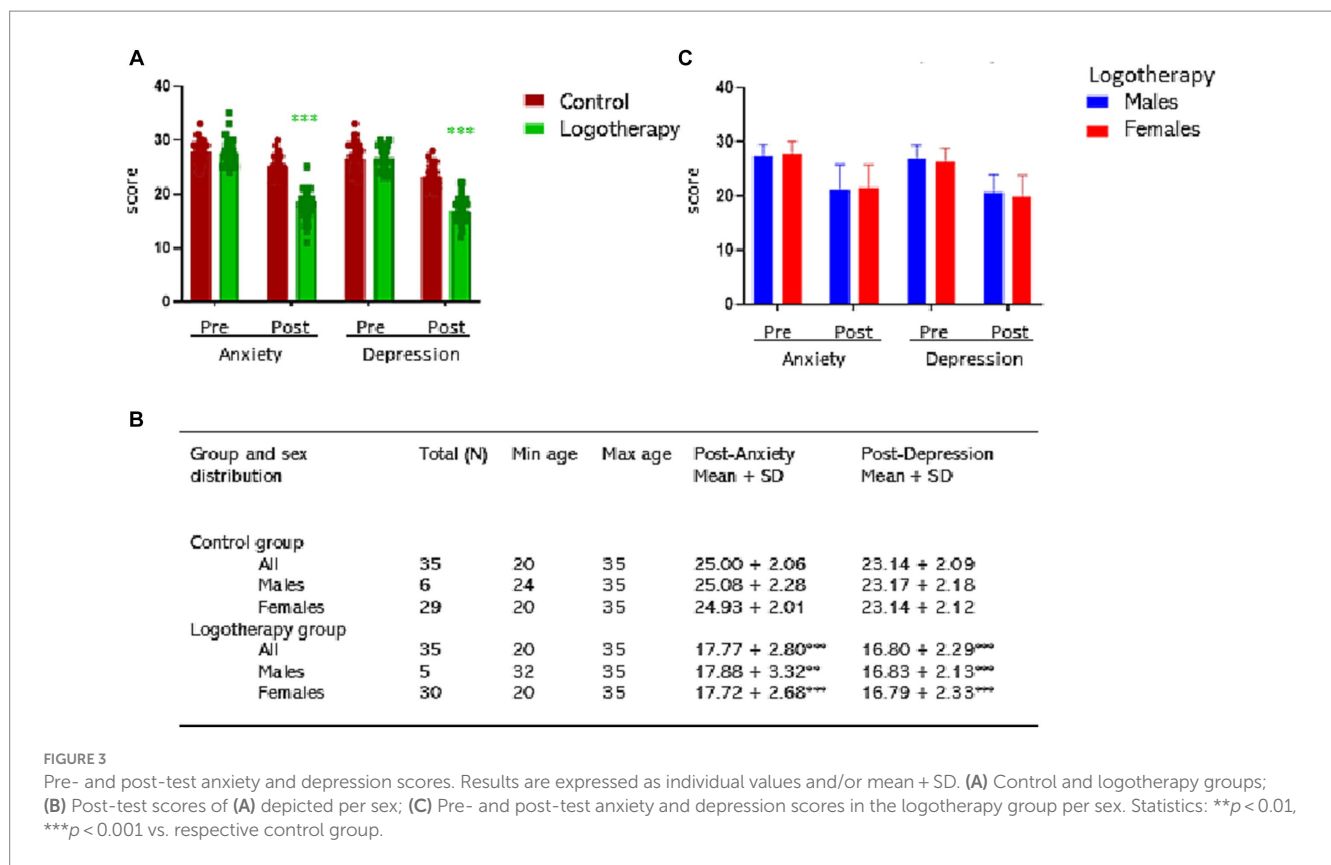 A
40
30
20
10
0
score
***
***
Control
Logotherapy
Pre
Post
Pre
Post
Anxiety
Depression
C
40
30
20
10
0
score
Logotherapy
Males
Females
Pre
Post
Pre
Post
Anxiety
Depression
B
Group and sex distribution Total (N) Min age Max age Post-Anxiety Mean + SD Post-Depression Mean + SD
Control group
All 35 20 35 25.00 + 2.06 23.14 + 2.09
Males 6 24 35 25.08 + 2.28 23.17 + 2.18
Females 29 20 35 24.93 + 2.01 23.14 + 2.12
Logotherapy group
All 35 20 35 17.77 + 2.80*** 16.80 + 2.29***
Males 5 32 35 17.88 + 3.32** 16.83 + 2.13***
Females 30 20 35 17.72 + 2.68*** 16.79 + 2.33***
FIGURE 3
Pre- and post-test anxiety and depression scores. Results are expressed as individual values and/or mean + SD. (A) Control and logotherapy groups;
(B) Post-test scores of (A) depicted per sex; (C) Pre- and post-test anxiety and depression scores in the logotherapy group per sex. Statistics: **p < 0.01,
***p < 0.001 vs. respective control group.